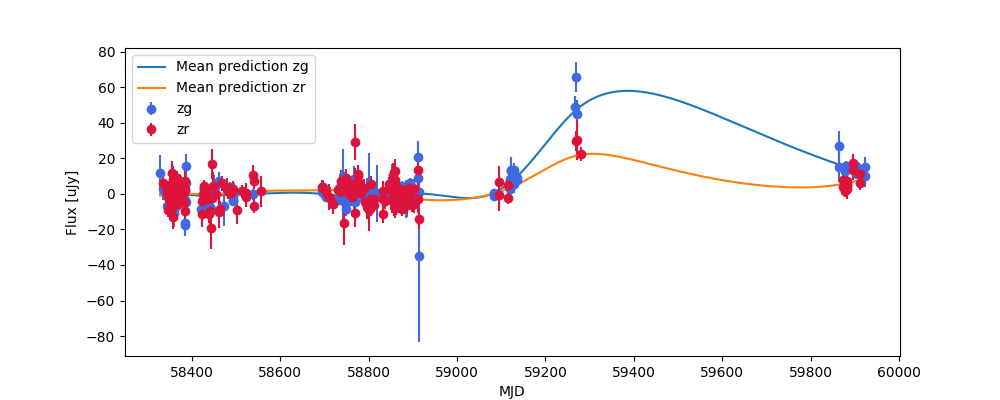 80
60
40
20
0
−20
−40
−60
−80
Flux [uJy]
Mean prediction zg
Mean prediction zr
zg
zr
58400 58600 58800 59000 59200 59400 59600 59800 60000
MJD